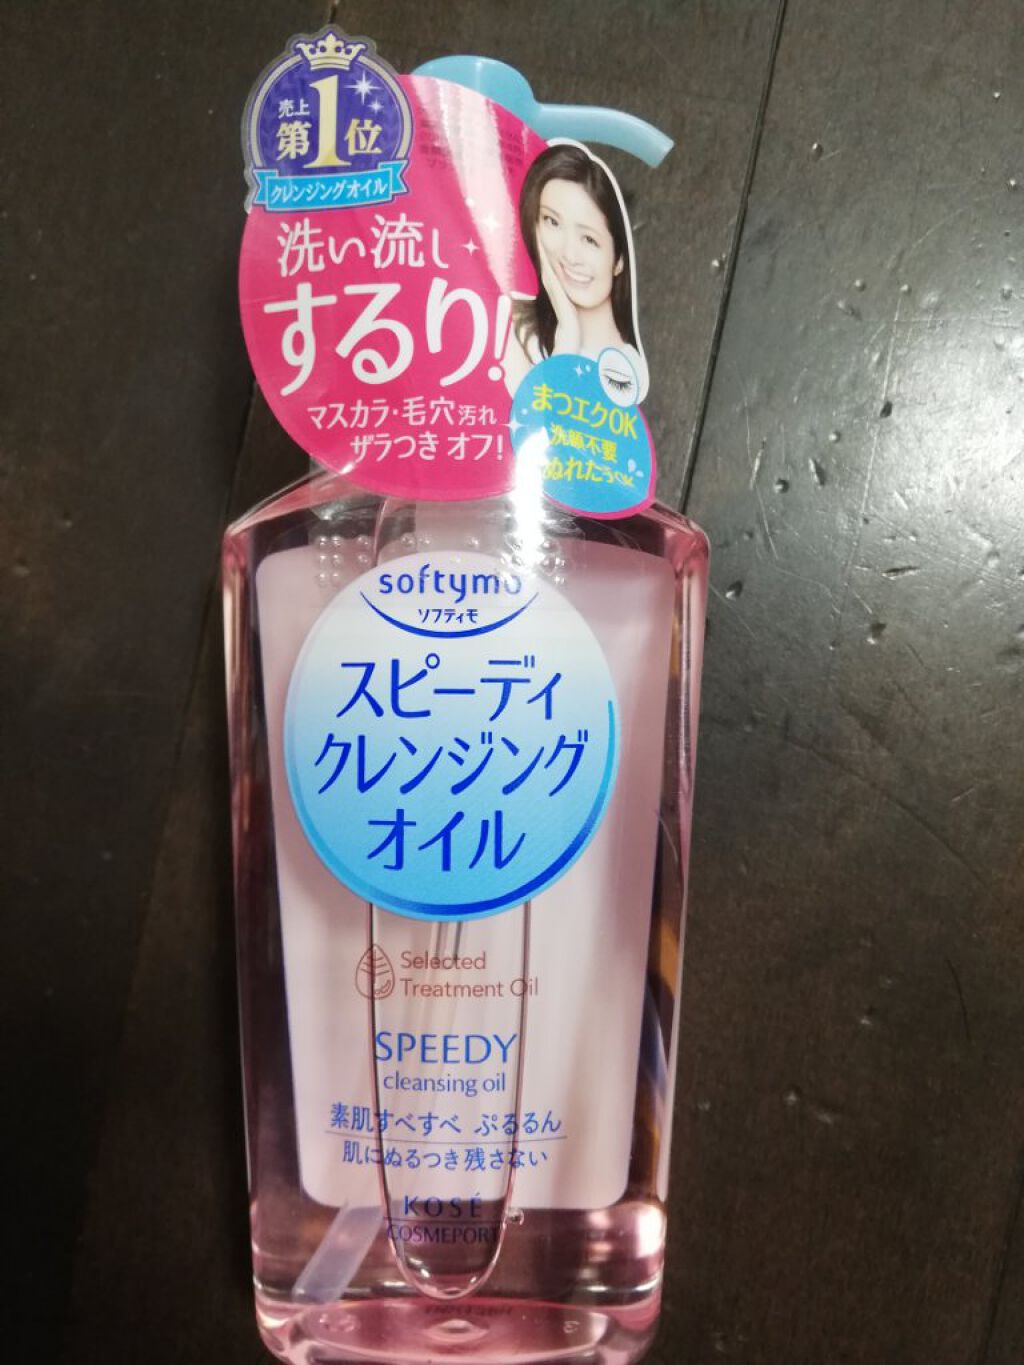 売上
第1位
クレンジングオイル
洗い流し
するり!
マスカラ・毛穴汚れ
ザラつき オフ!
まつエクOK
洗顔不要
ぬれた
softymo
ソフティモ
スピーディ
クレンジング
オイル
Selected
Treatment Oil
SPEEDY
cleansing oil
素肌すべすべ ぷるるん
肌にぬるつき残さない
KOSÉ
COSMEPORT